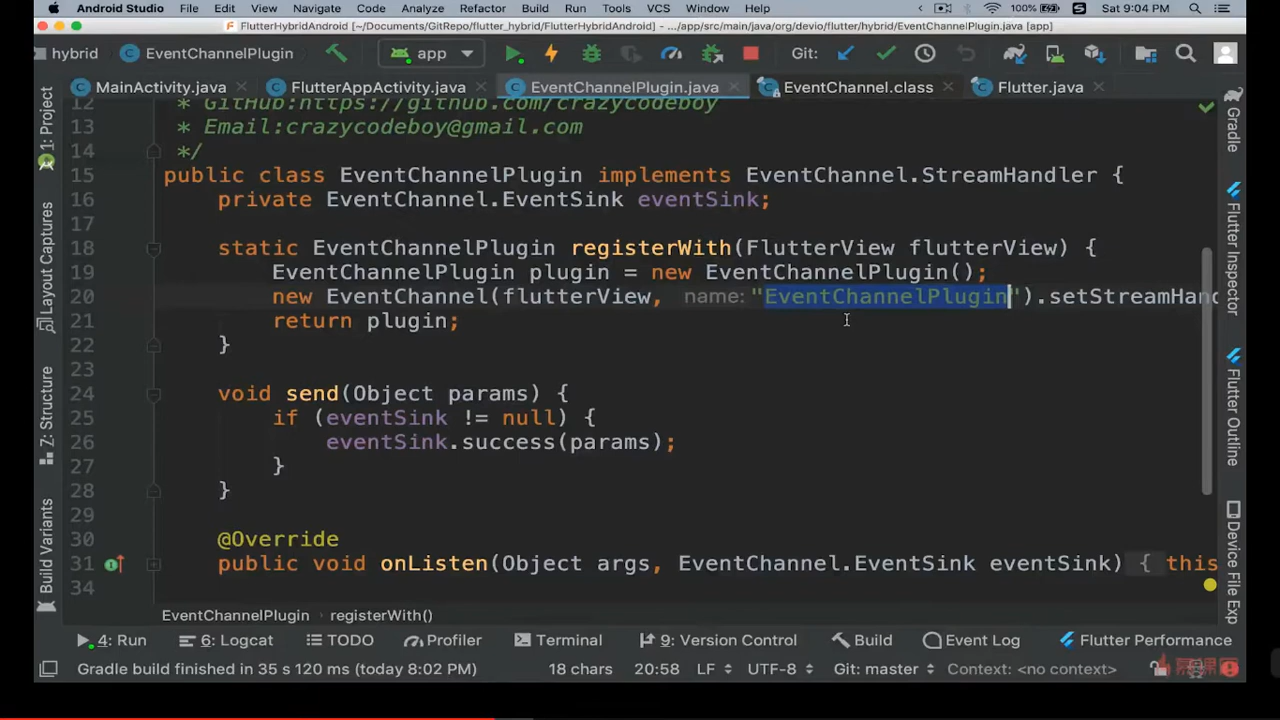 Android Studio File Edit View Navigate Code Analyze Refactor Build Run Tools VCS Window Help 100% Sat 9:04 PM
FlutterHybridAndroid [~/Documents/GitRepo/flutter_hybrid/FlutterHybridAndroid] - .../app/src/main/java/org/devio/flutter/hybrid/EventChannelPlugin.java [app]
hybrid EventChannelPlugin app Git:
MainActivity.java FlutterAppActivity.java EventChannelPlugin.java EventChannel.class Flutter.java
12 * GitHub:https://github.com/crazycodeboy
13 * Email:crazycodeboy@gmail.com
14 */
15 public class EventChannelPlugin implements EventChannel.StreamHandler {
16 private EventChannel.EventSink eventSink;
17
18 static EventChannelPlugin registerWith(FlutterView flutterView) {
19 EventChannelPlugin plugin = new EventChannelPlugin();
20 new EventChannel(flutterView, name: "EventChannelPlugin").setStreamHand
21 return plugin;
22 }
23
24 void send(Object params) {
25 if (eventSink != null) {
26 eventSink.success(params);
27 }
28 }
29
30 @Override
31 public void onListen(Object args, EventChannel.EventSink eventSink) { this
34
1: Project
Layout Captures
Z: Structure
Build Variants
Gradle
Flutter Inspector
Flutter Outline
Device File Exp
EventChannelPlugin registerWith()
4: Run 6: Logcat TODO Profiler Terminal 9: Version Control Build Event Log Flutter Performance
Gradle build finished in 35 s 120 ms (today 8:02 PM) 18 chars 20:58 LF UTF-8 Git: master Context: <no context>